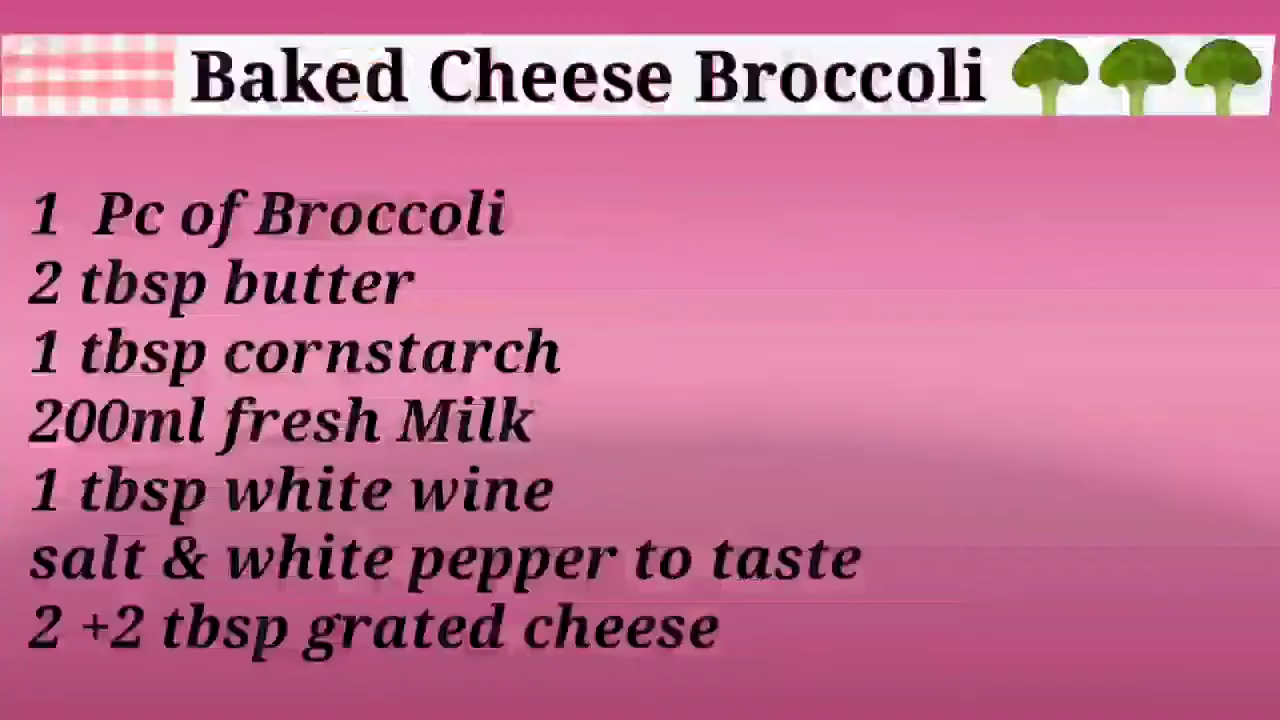 Baked Cheese Broccoli 🥦🥦🥦
1 Pc of Broccoli
2 tbsp butter
1 tbsp cornstarch
200ml fresh Milk
1 tbsp white wine
salt & white pepper to taste
2 +2 tbsp grated cheese